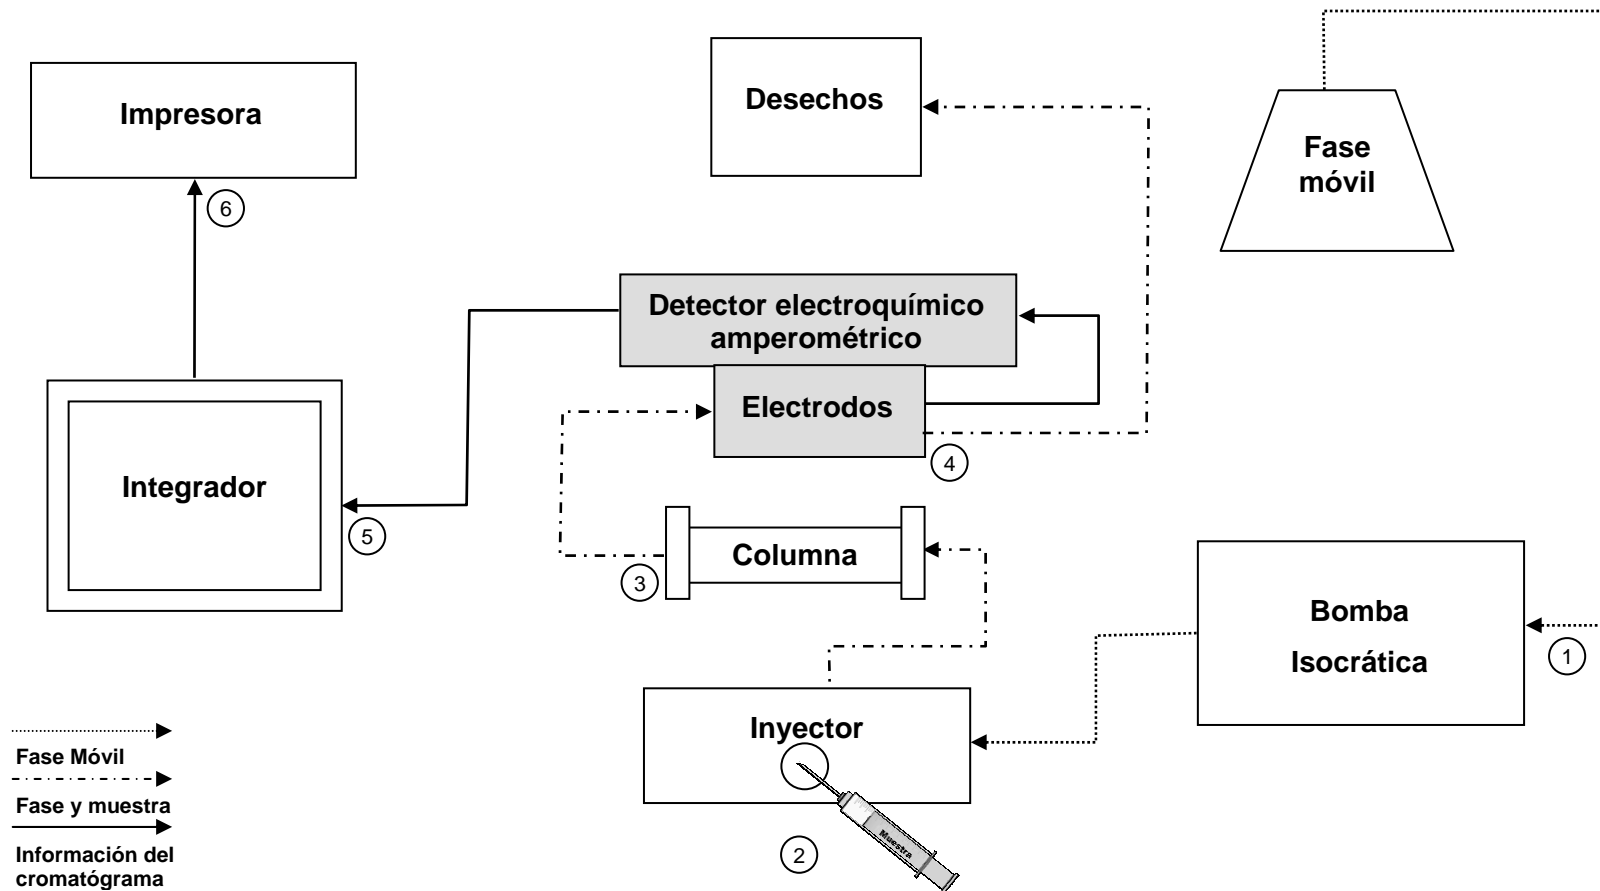 Impresora
Desechos
Fase
móvil
6
Detector electroquímico
amperométrico
Electrodos
4
Integrador
5
Columna
3
Bomba
Isocrática
1
Inyector
Muestra
2
Fase Móvil
Fase y muestra
Información del
cromatógrama